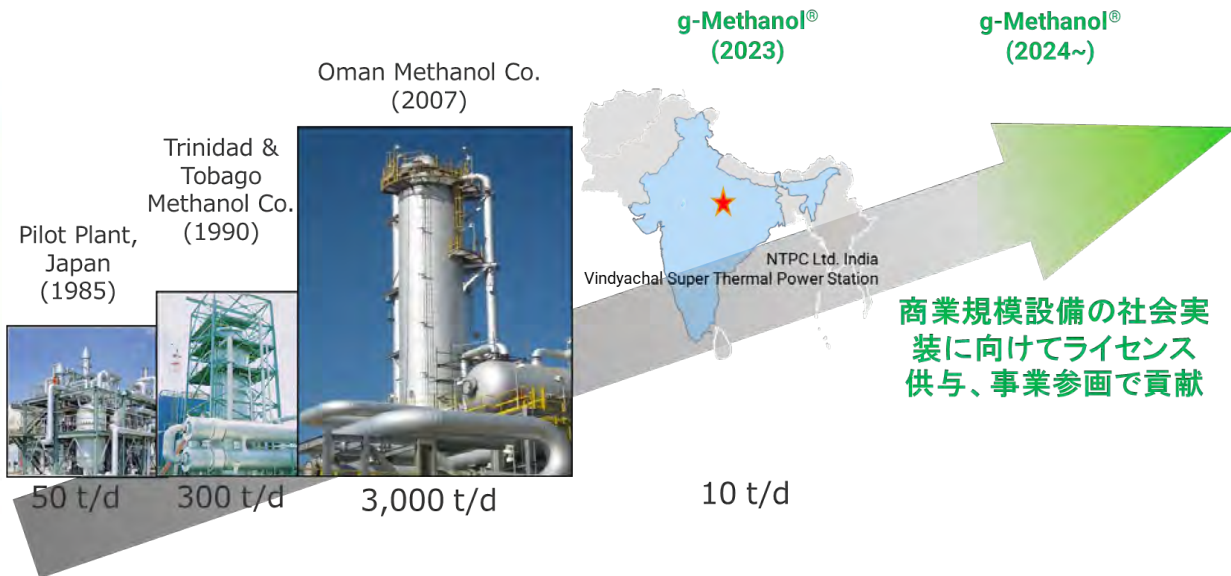 Pilot Plant,
Japan
(1985)
50 t/d
Trinidad &
Tobago
Methanol Co.
(1990)
300 t/d
Oman Methanol Co.
(2007)
3,000 t/d
g-Methanol®
(2023)
NTPC Ltd. India
Vindyachal Super Thermal Power Station
10 t/d
g-Methanol®
(2024~)
商業規模設備の社会実
装に向けてライセンス
供与、事業参画で貢献